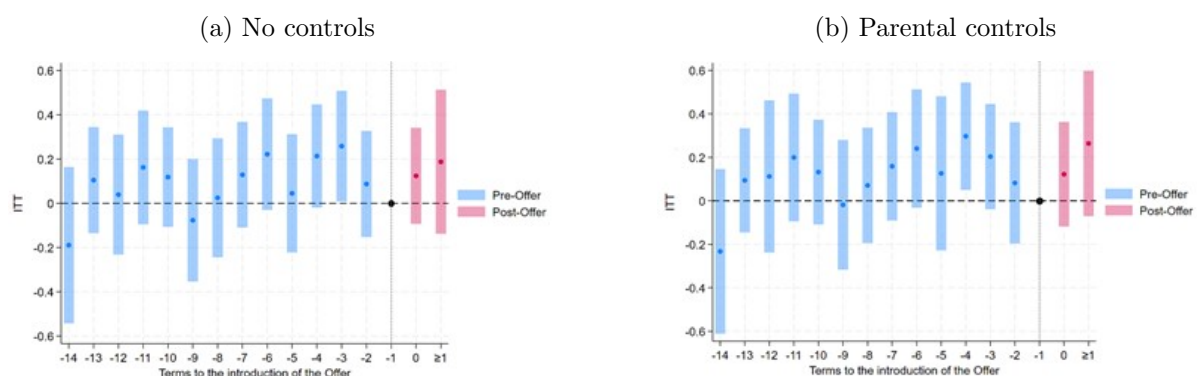 (a) No controls
0.6
0.4
0.2
0
-0.2
-0.4
-0.6
ITT
-14 -13 -12 -11 -10 -9 -8 -7 -6 -5 -4 -3 -2 -1 0 ≥1
Terms to the introduction of the Offer
Pre-Offer
Post-Offer
(b) Parental controls
0.6
0.4
0.2
0
-0.2
-0.4
-0.6
ITT
-14 -13 -12 -11 -10 -9 -8 -7 -6 -5 -4 -3 -2 -1 0 ≥1
Terms to the introduction of the Offer
Pre-Offer
Post-Offer